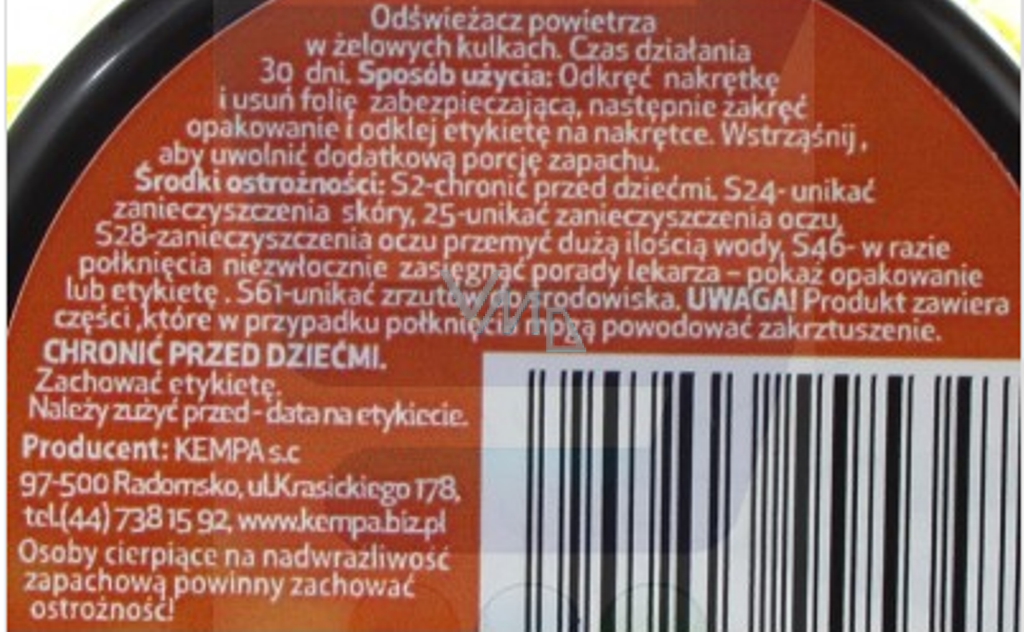 Odświeżacz powietrza
w żelowych kulkach. Czas działania
30 dni. Sposób użycia: Odkręć nakrętkę
i usuń folię zabezpieczającą, następnie zakręć
opakowanie i odklej etykietę na nakrętce. Wstrząśnij,
aby uwolnić dodatkową porcję zapachu.
Środki ostrożności: S2-chronić przed dziećmi. S24- unikać
zanieczyszczenia skóry, 25-unikać zanieczyszczenia oczu,
S28-zanieczyszczenia oczu przemyć dużą ilością wody, S46- w razie
połknięcia niezwłocznie zasięgnąć porady lekarza – pokaż opakowanie
lub etykietę . S61-unikać zrzutów do środowiska. UWAGA! Produkt zawiera
części ,które w przypadku połknięcia mogą powodować zakrztuszenie.
CHRONIĆ PRZED DZIEĆMI.
Zachować etykietę.
Należy zużyć przed - data na etykiecie.
Producent: KEMPA s.c
97-500 Radomsko, ul.Krasickiego 178,
tel.(44) 738 15 92, www.kempa.biz.pl
Osoby cierpiące na nadwrażliwość
zapachową powinny zachować
ostrożność!